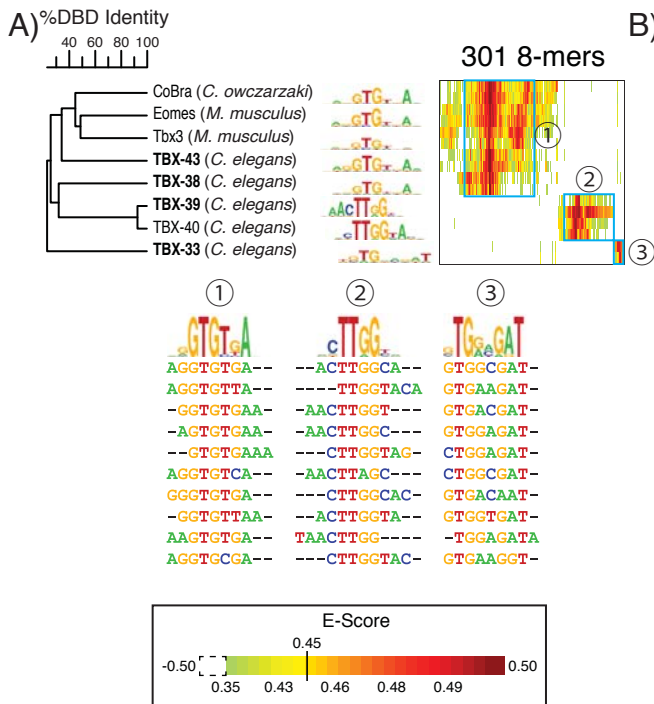 A) %DBD Identity B)
40 60 80 100
301 8-mers
CoBra (C. owczarzaki)
Eomes (M. musculus)
Tbx3 (M. musculus)
TBX-43 (C. elegans)
TBX-38 (C. elegans)
TBX-39 (C. elegans)
TBX-40 (C. elegans)
TBX-33 (C. elegans)
①
②
③
① ② ③
AGGTGTGA-- --ACTTGGCA-- GTGGCGAT-
AGGTGTTA-- ----TTGGTACA GTGAAGAT-
-GGTGTGAA- -AACTTGGT--- GTGACGAT-
-AGTGTGAA- -AACTTGGC--- GTGGAGAT-
--GTGTGAAA ---CTTGGTAG- CTGGAGAT-
AGGTGTCA-- -AACTTAGC--- CTGGCGAT-
GGGTGTGA-- ---CTTGGCAC- GTGACAAT-
-GGTGTTAA- --ACTTGGTA-- GTGGTGAT-
AAGTGTGA-- TAACTTGG---- -TGGAGATA
AGGTGCGA-- ---CTTGGTAC- GTGAAGGT-
E-Score
0.45
-0.50 0.50
0.35 0.43 0.46 0.48 0.49